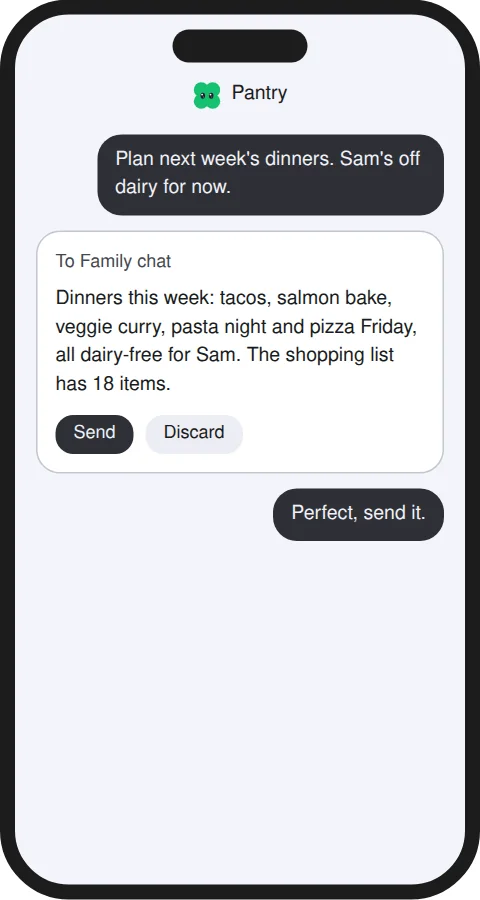 Pantry
Plan next week's dinners. Sam's off
dairy for now.
To Family chat
Dinners this week: tacos, salmon bake,
veggie curry, pasta night and pizza Friday,
all dairy-free for Sam. The shopping list
has 18 items.
Send
Discard
Perfect, send it.